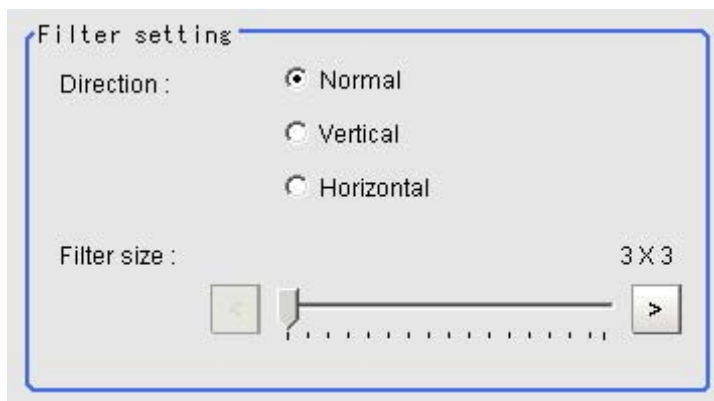 Filter setting
Direction : Normal
Vertical
Horizontal
Filter size : 3 X 3
< >